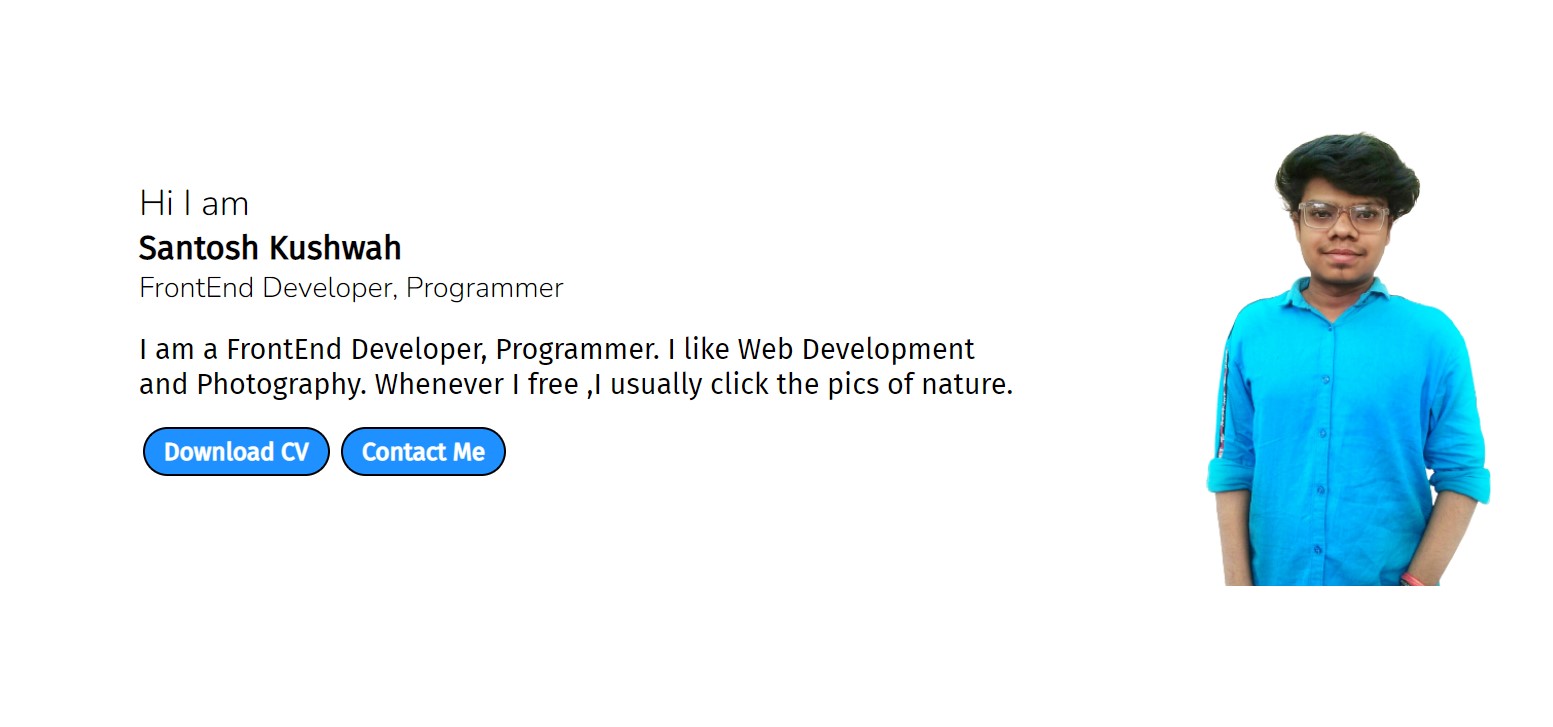 Hi I am
Santosh Kushwah
FrontEnd Developer, Programmer
I am a FrontEnd Developer, Programmer. I like Web Development
and Photography. Whenever I free ,I usually click the pics of nature.
Download CV
Contact Me